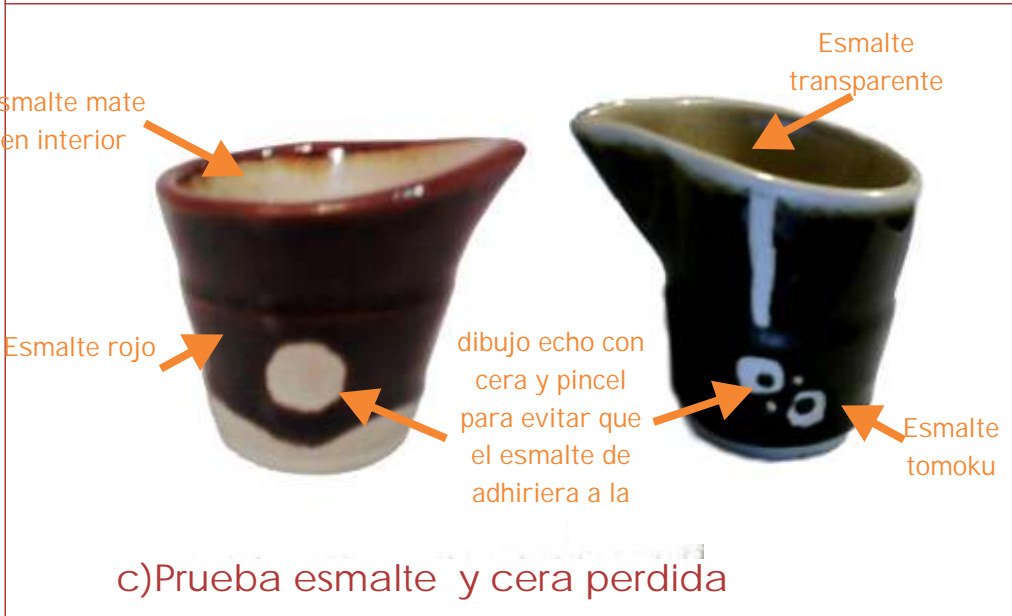 Esmalte
transparente
smalte mate
en interior
Esmalte rojo
dibujo echo con
cera y pincel
para evitar que
el esmalte de
adhiriera a la
Esmalte
tomoku
c)Prueba esmalte y cera perdida